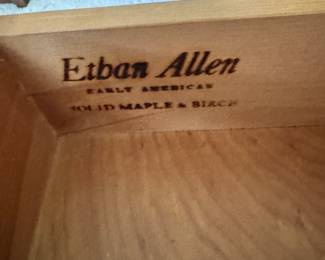 Ethan Allen
EARLY AMERICAN
SOLID MAPLE & BIRCH